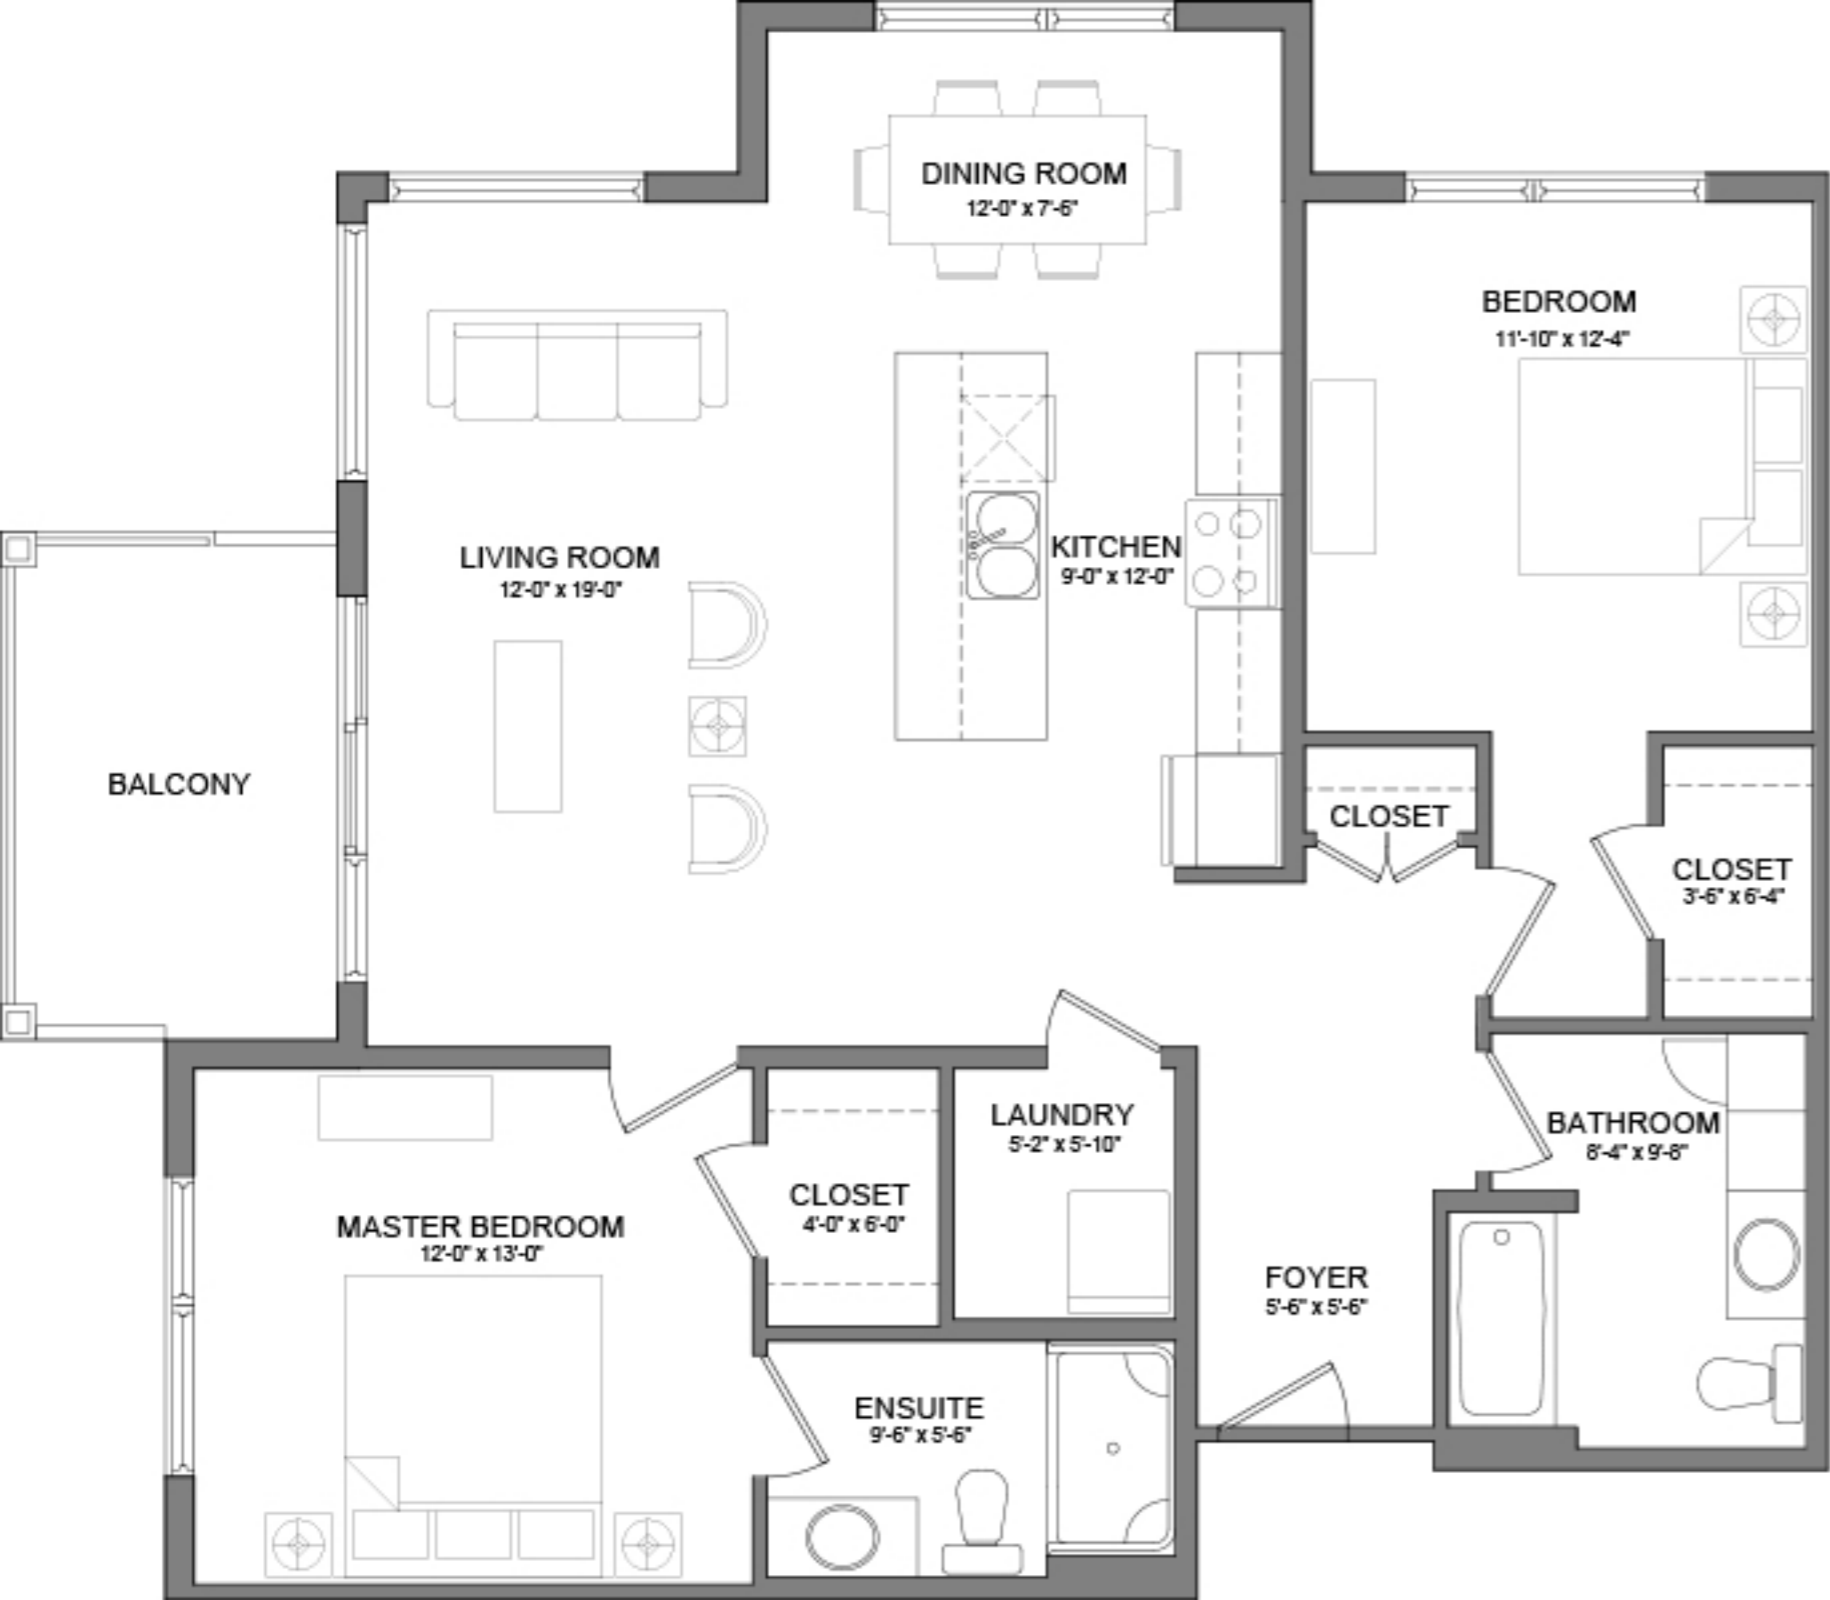 DINING ROOM
12'-0" x 7'-6"
BEDROOM
11'-10" x 12'-4"
LIVING ROOM
12'-0" x 19'-0"
KITCHEN
9'-0" x 12'-0"
BALCONY
CLOSET
CLOSET
3'-6" x 6'-4"
LAUNDRY
5'-2" x 5'-10"
BATHROOM
8'-4" x 9'-8"
CLOSET
4'-0" x 6'-0"
MASTER BEDROOM
12'-0" x 13'-0"
FOYER
5'-6" x 5'-6"
ENSUITE
9'-6" x 5'-6"